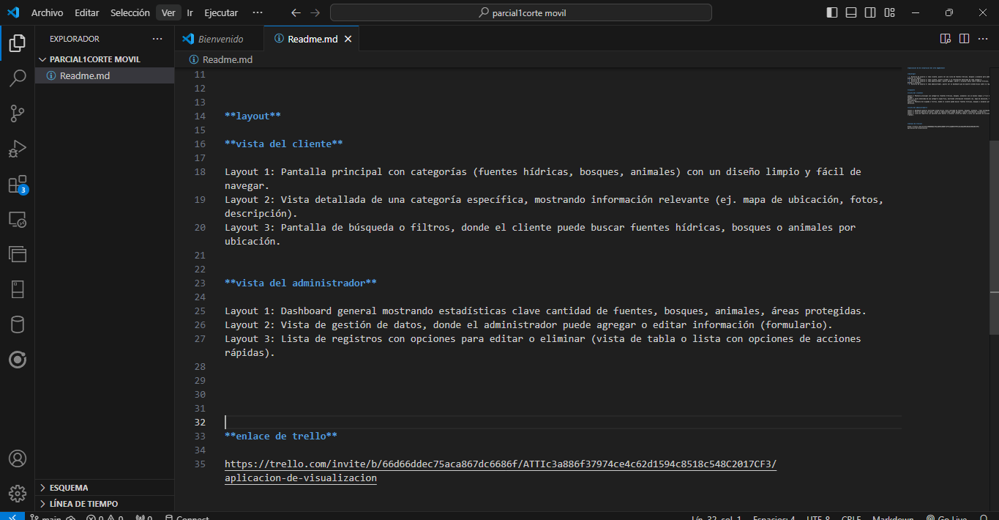 Archivo Editar Selección Ver Ir Ejecutar ··· parcial1corte movil
EXPLORADOR ···
PARCIAL1CORTE MOVIL
Readme.md
3
ESQUEMA
LÍNEA DE TIEMPO
Bienvenido Readme.md
Readme.md
11
12
13
14 **layout**
15
16 **vista del cliente**
17
18 Layout 1: Pantalla principal con categorías (fuentes hídricas, bosques, animales) con un diseño limpio y fácil de
navegar.
19 Layout 2: Vista detallada de una categoría específica, mostrando información relevante (ej. mapa de ubicación, fotos,
descripción).
20 Layout 3: Pantalla de búsqueda o filtros, donde el cliente puede buscar fuentes hídricas, bosques o animales por
ubicación.
21
22
23 **vista del administrador**
24
25 Layout 1: Dashboard general mostrando estadísticas clave cantidad de fuentes, bosques, animales, áreas protegidas.
26 Layout 2: Vista de gestión de datos, donde el administrador puede agregar o editar información (formulario).
27 Layout 3: Lista de registros con opciones para editar o eliminar (vista de tabla o lista con opciones de acciones
rápidas).
28
29
30
31
32
33 **enlace de trello**
34
35 https://trello.com/invite/b/66d66ddec75aca867dc6686f/ATTIc3a886f37974ce4c62d1594c8518c548C2017CF3/
aplicacion-de-visualizacion
main 0 0 0 Connect Lín. 32, col. 1 Espacios: 4 UTF-8 CRLF Markdown Go Live